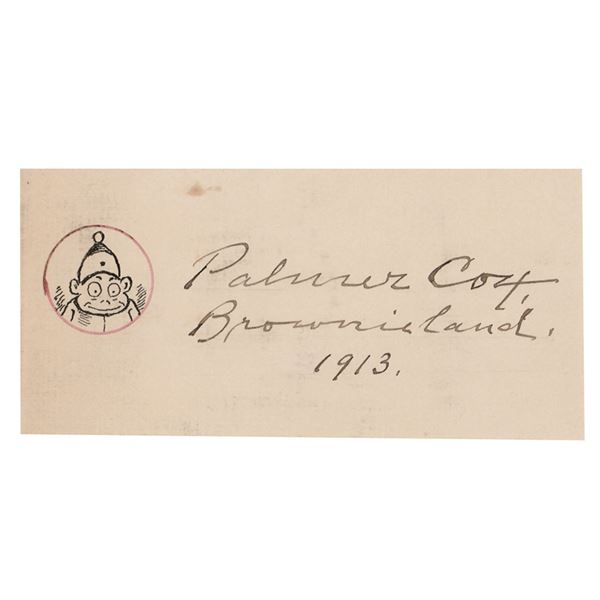 Palmer Cox,
Brownieland.
1913.